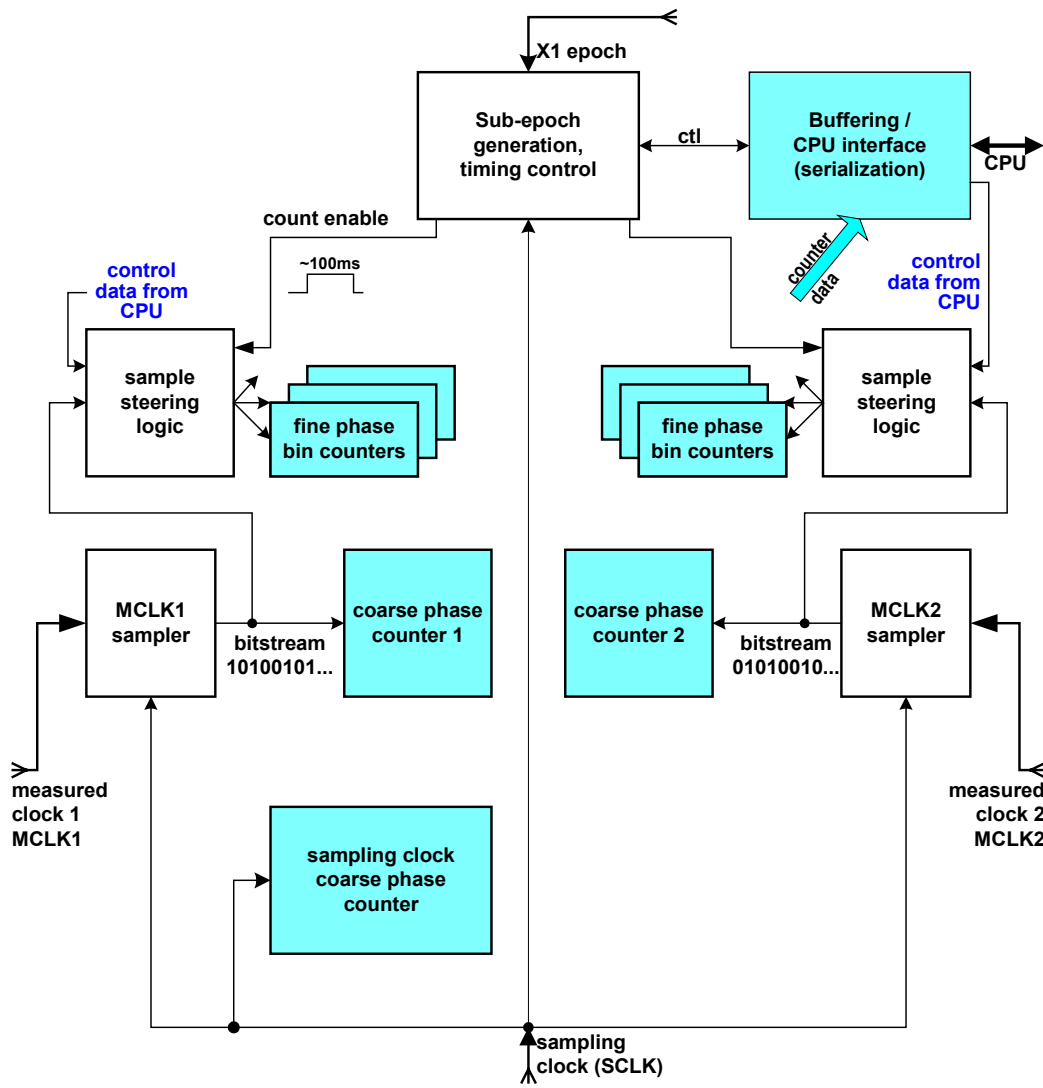 X1 epoch
Sub-epoch
generation,
timing control
ctl
Buffering /
CPU interface
(serialization)
CPU
count enable
~100ms
counter
data
control
data from
CPU
control
data from
CPU
sample
steering
logic
fine phase
bin counters
fine phase
bin counters
sample
steering
logic
MCLK1
sampler
bitstream
10100101...
coarse phase
counter 1
coarse phase
counter 2
bitstream
01010010...
MCLK2
sampler
measured
clock 1
MCLK1
measured
clock 2
MCLK2
sampling clock
coarse phase
counter
sampling
clock (SCLK)